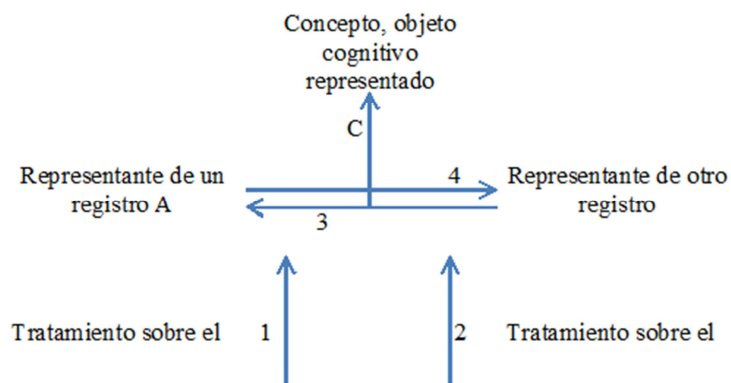 Concepto, objeto
cognitivo
representado
C
Representante de un
registro A
4
Representante de otro
registro
3
Tratamiento sobre el
1
2
Tratamiento sobre el